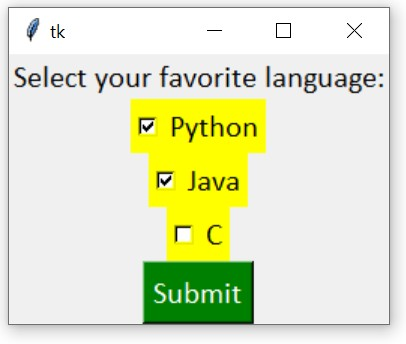 tk
Select your favorite language:
Python
Java
C
Submit